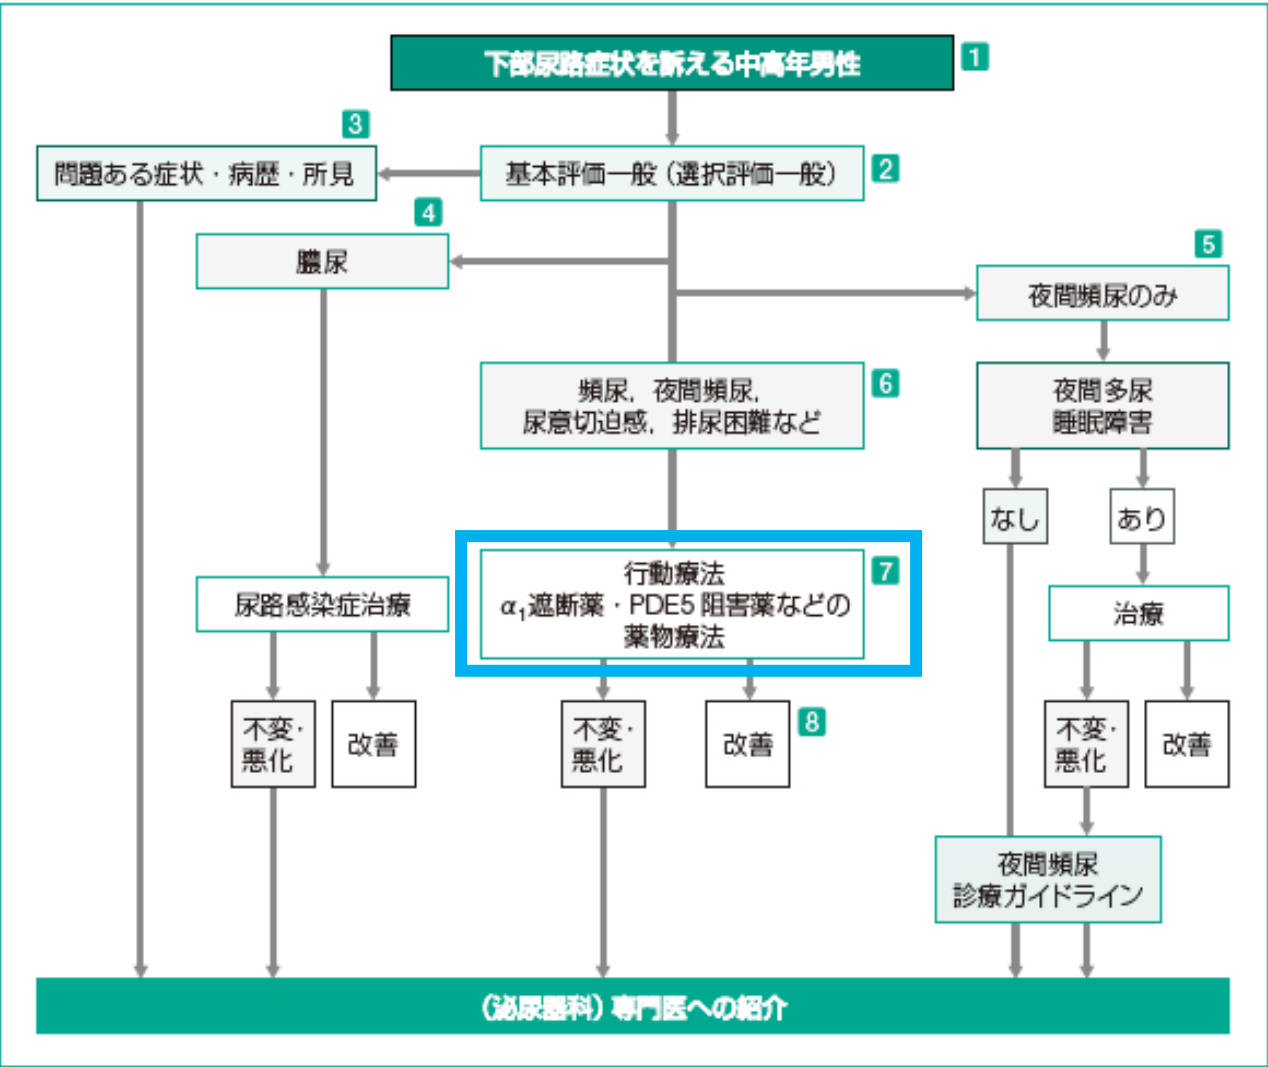 下部尿路症状を訴える中高年男性
1
3
問題ある症状・病歴・所見
基本評価一般（選択評価一般）
2
4
膿尿
5
夜間頻尿のみ
頻尿，夜間頻尿，
尿意切迫感，排尿困難など
6
夜間多尿
睡眠障害
なし
あり
行動療法
α1遮断薬・PDE5阻害薬などの
薬物療法
7
尿路感染症治療
治療
不変・
悪化
改善
不変・
悪化
改善
8
不変・
悪化
改善
夜間頻尿
診療ガイドライン
（泌尿器科）専門医への紹介